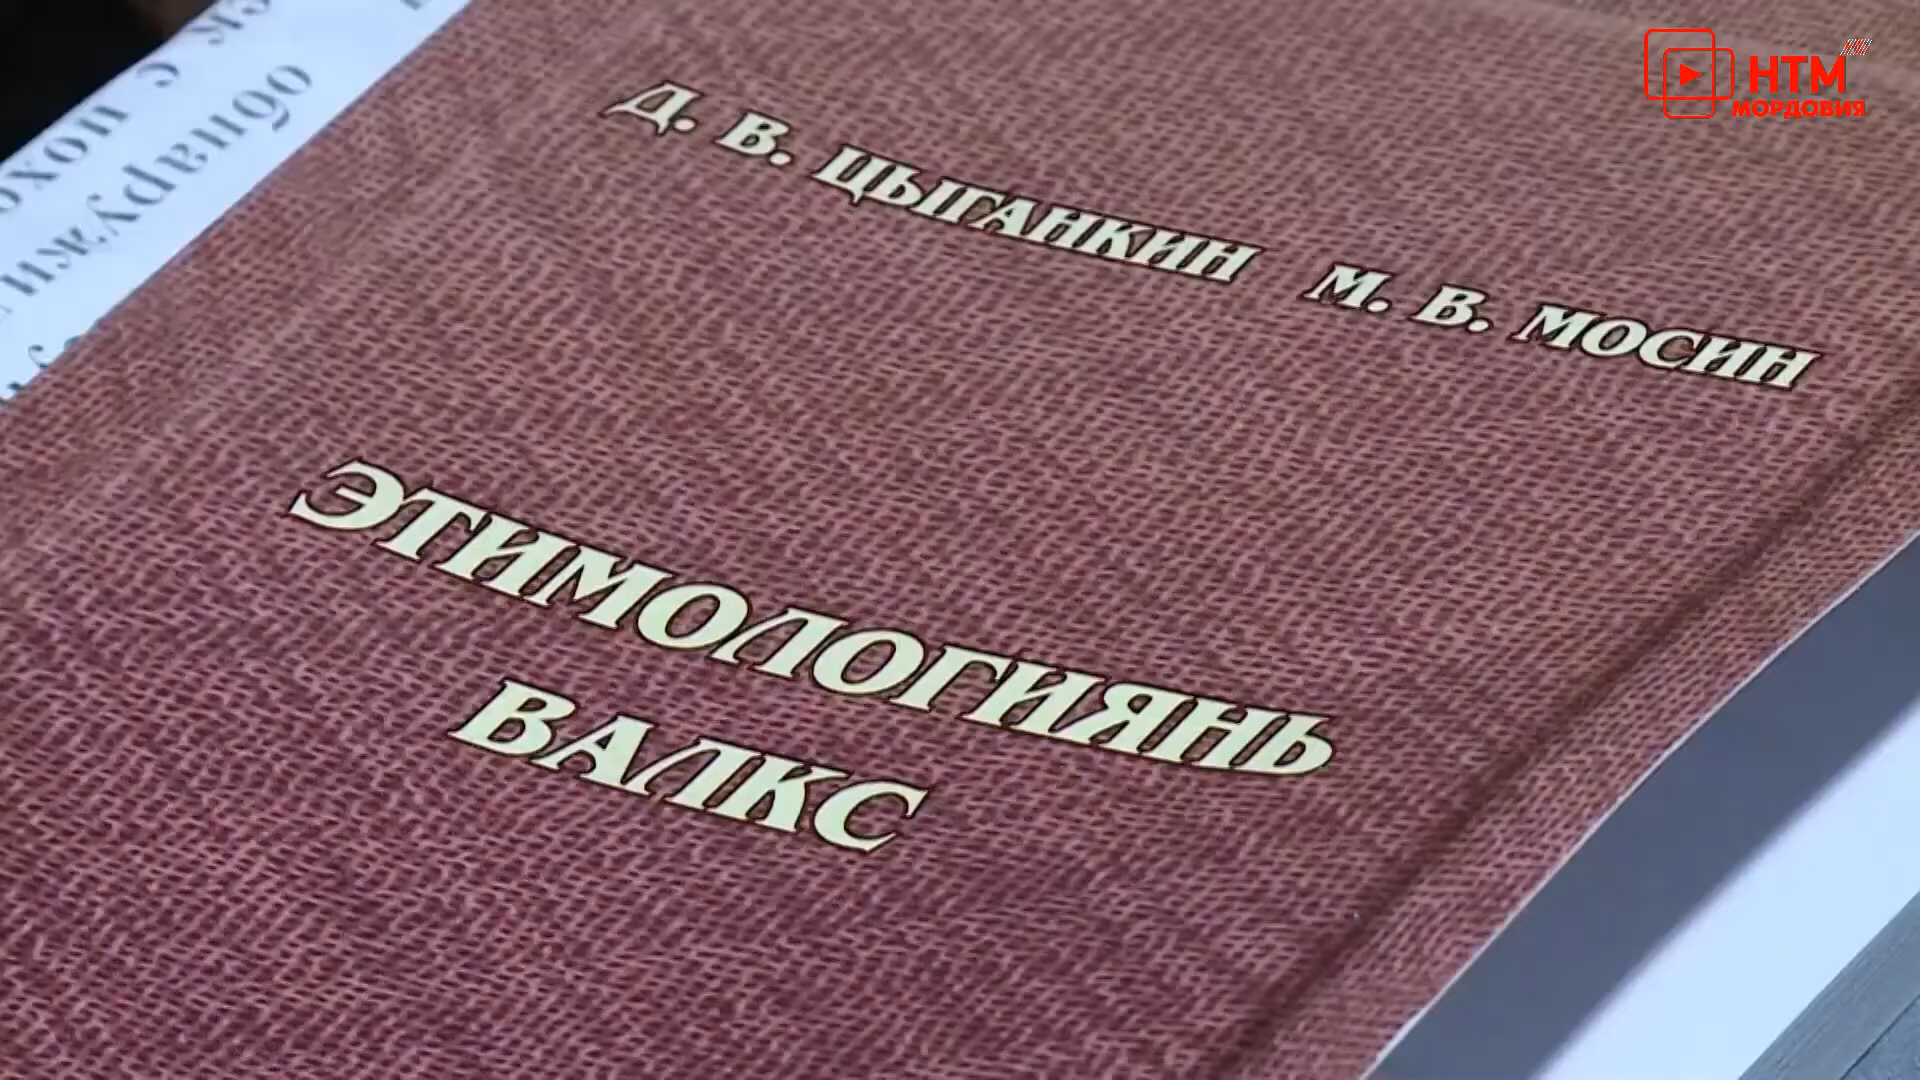 Д. В. ЦЫГАНКИН М. В. МОСИН
ЭТИМОЛОГИЯНЬ
ВАЛКС
НТМ
МОРДОВИЯ